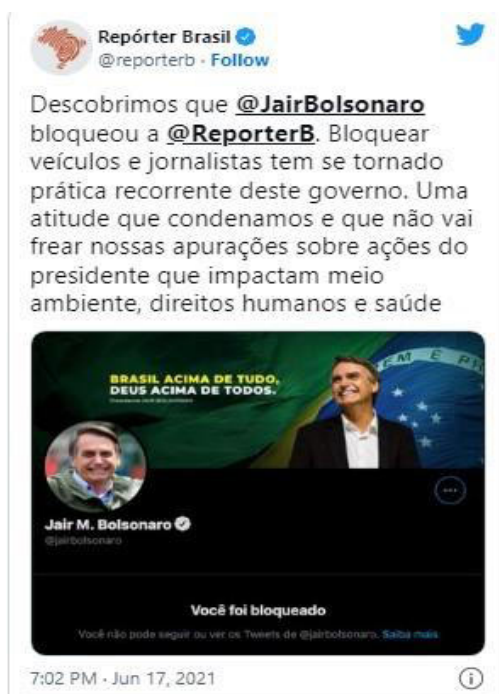 Repórter Brasil
@reporterb · Follow
Descobrimos que @JairBolsonaro
bloqueou a @ReporterB. Bloquear
veículos e jornalistas tem se tornado
prática recorrente deste governo. Uma
atitude que condenamos e que não vai
frear nossas apurações sobre ações do
presidente que impactam meio
ambiente, direitos humanos e saúde
BRASIL ACIMA DE TUDO,
DEUS ACIMA DE TODOS.
EM E P
Jair M. Bolsonaro
@jairbolsonaro
Você foi bloqueado
Você não pode seguir ou ver os Tweets de @jairbolsonaro. Saiba mais
7:02 PM · Jun 17, 2021